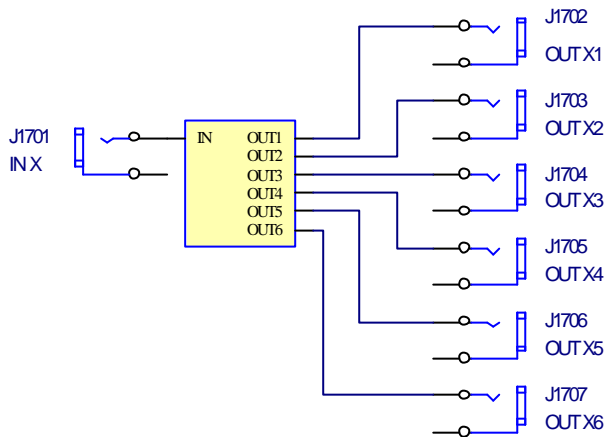 J1702
OUT X1
J1703
OUT X2
J1701
IN X
IN
OUT1
OUT2
OUT3
OUT4
OUT5
OUT6
J1704
OUT X3
J1705
OUT X4
J1706
OUT X5
J1707
OUT X6